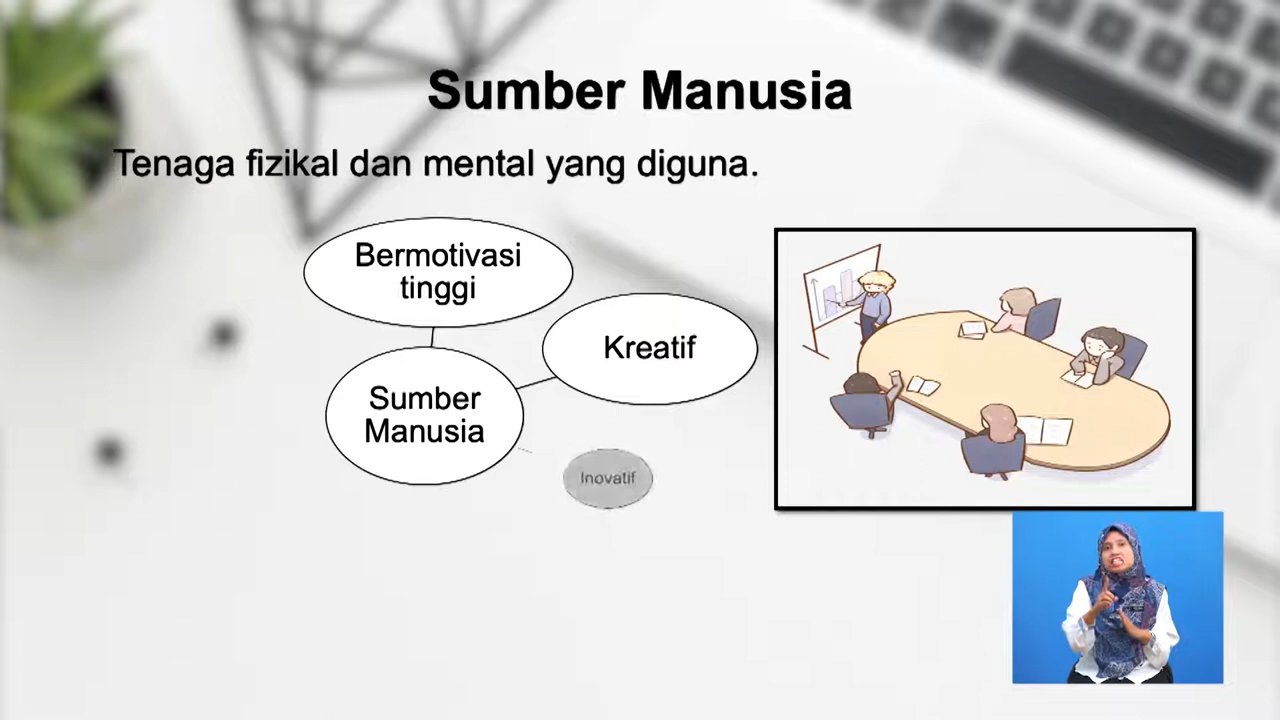 Sumber Manusia
Tenaga fizikal dan mental yang diguna.
Bermotivasi
tinggi
Kreatif
Sumber
Manusia
Inovatif